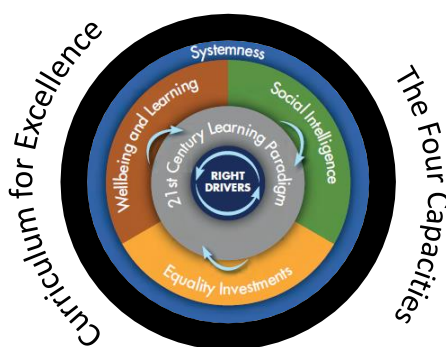 Curriculum for Excellence
The Four Capacities
Systemness
Wellbeing and Learning
Social Intelligence
21st Century Learning Paradigm
RIGHT
DRIVERS
Equality Investments